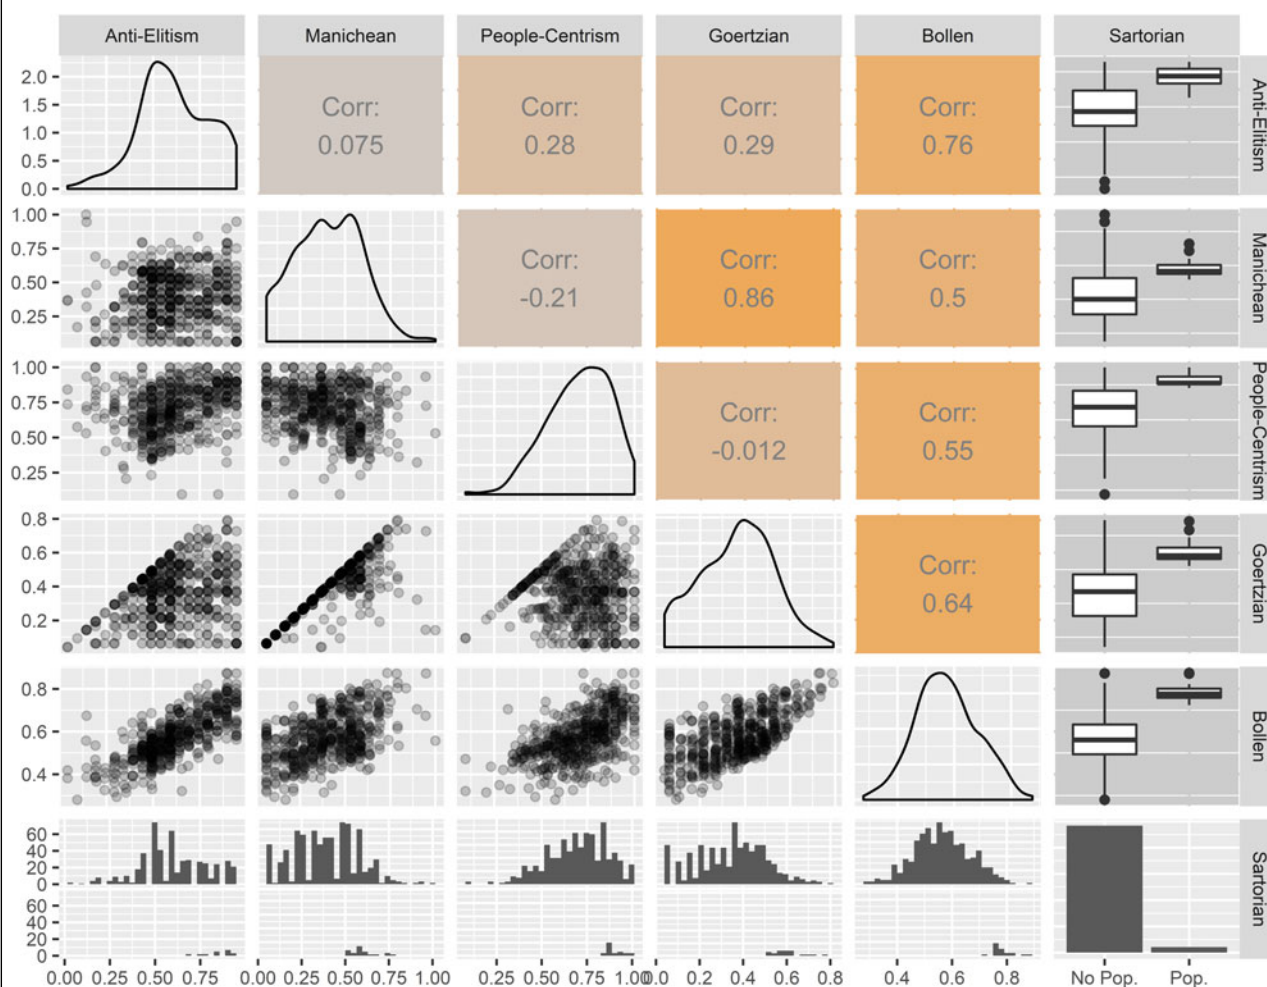 Anti-Elitism Manichean People-Centrism Goertzian Bollen Sartorian
2.0
1.5
1.0
0.5
0.0
Corr:
0.075
Corr:
0.28
Corr:
0.29
Corr:
0.76
Anti-Elitism
1.00
0.75
0.50
0.25
Corr:
-0.21
Corr:
0.86
Corr:
0.5
Manichean
1.00
0.75
0.50
0.25
Corr:
-0.012
Corr:
0.55
People-Centrism
0.8
0.6
0.4
0.2
Corr:
0.64
Goertzian
0.8
0.6
0.4
Bollen
60
40
20
0
60
40
20
0
Sartorian
0.00 0.25 0.50 0.75 0.00 0.25 0.50 0.75 1.00 0.25 0.50 0.75 1.00 0.0 0.2 0.4 0.6 0.8 0.4 0.6 0.8 No Pop. Pop.